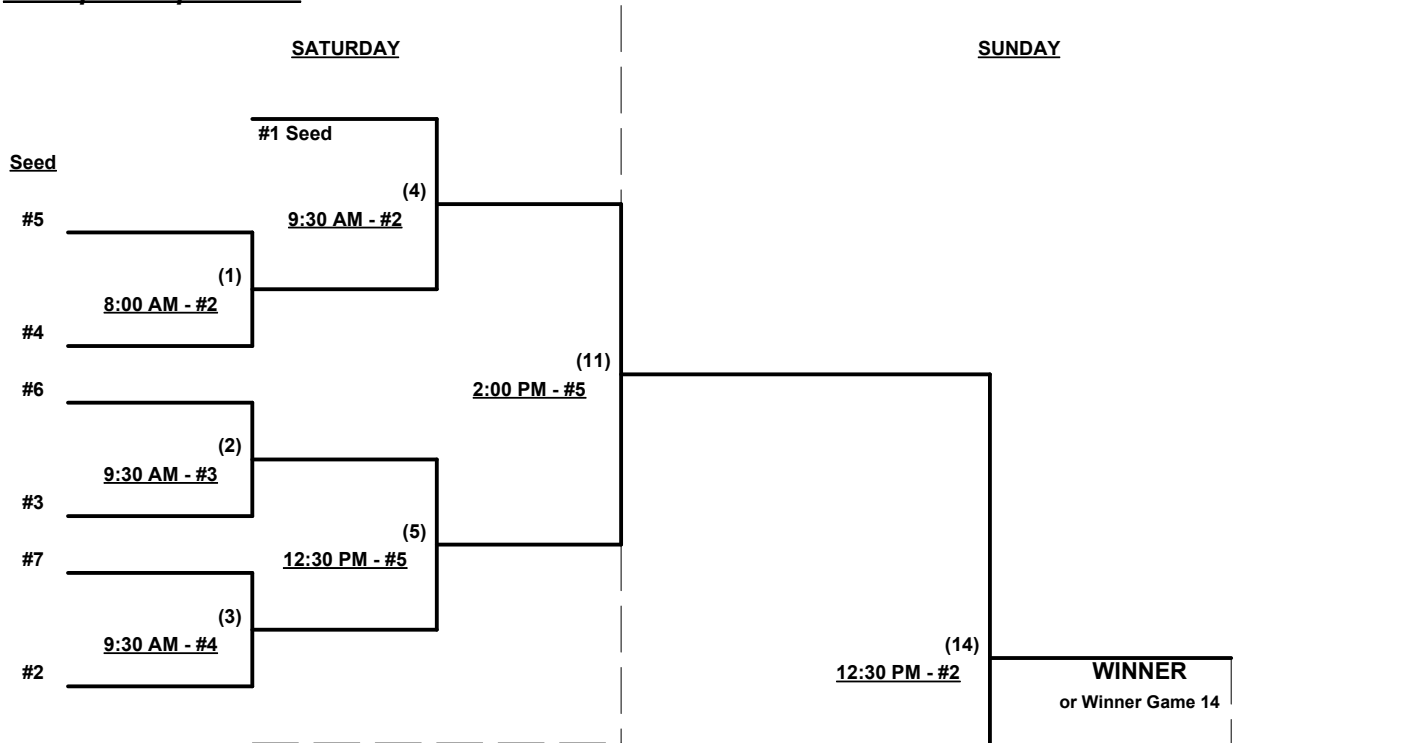 SATURDAY
SUNDAY
#1 Seed
Seed
(4)
#5
9:30 AM - #2
(1)
8:00 AM - #2
#4
(11)
#6
2:00 PM - #5
(2)
9:30 AM - #3
#3
(5)
#7
12:30 PM - #5
(3)
9:30 AM - #4
(14)
#2
12:30 PM - #2
WINNER
or Winner Game 14